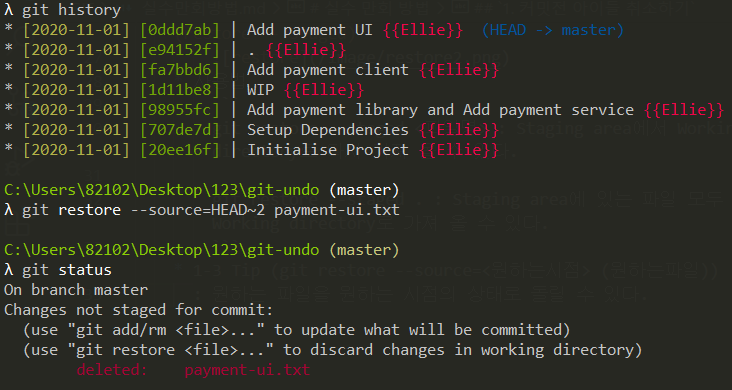 λ git history
* [2020-11-01] [0ddd7ab] | Add payment UI {{Ellie}}  (HEAD -> master)
* [2020-11-01] [e94152f] | . {{Ellie}}
* [2020-11-01] [fa7bbd6] | Add payment client {{Ellie}}
* [2020-11-01] [1d11be8] | WIP {{Ellie}}
* [2020-11-01] [98955fc] | Add payment library and Add payment service {{Ellie}}
* [2020-11-01] [707de7d] | Setup Dependencies {{Ellie}}
* [2020-11-01] [20ee16f] | Initialise Project {{Ellie}}
C:\Users\82102\Desktop\123\git-undo (master)
λ git restore --source=HEAD~2 payment-ui.txt
C:\Users\82102\Desktop\123\git-undo (master)
λ git status
On branch master
Changes not staged for commit:
  (use "git add/rm <file>..." to update what will be committed)
  (use "git restore <file>..." to discard changes in working directory)
        deleted:    payment-ui.txt